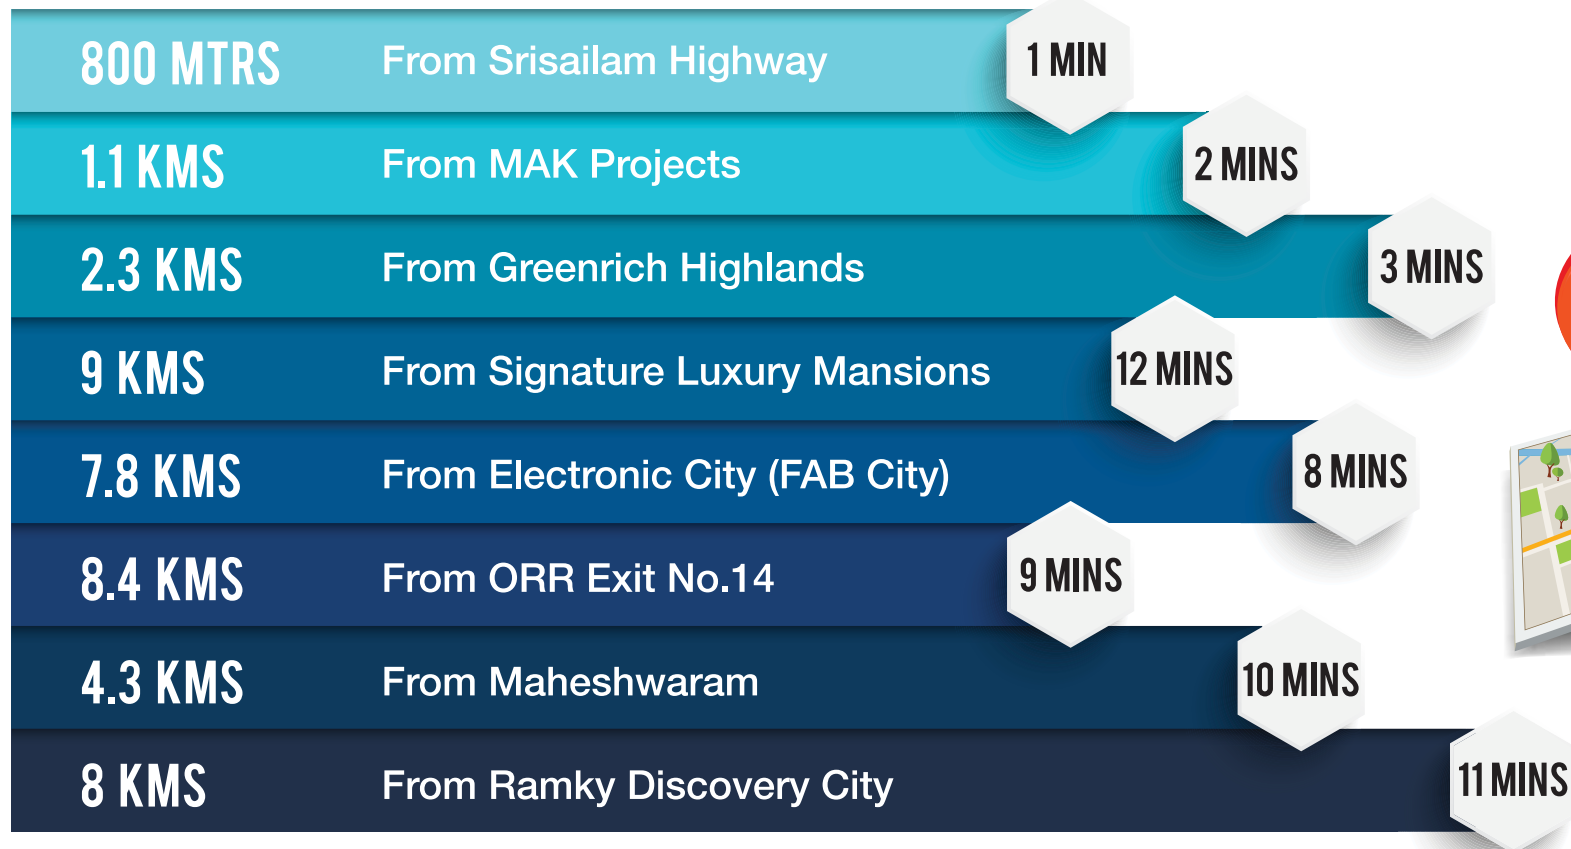 800 MTRS From Srisailam Highway 1 MIN
1.1 KMS From MAK Projects 2 MINS
2.3 KMS From Greenrich Highlands 3 MINS
9 KMS From Signature Luxury Mansions 12 MINS
7.8 KMS From Electronic City (FAB City) 8 MINS
8.4 KMS From ORR Exit No.14 9 MINS
4.3 KMS From Maheshwaram 10 MINS
8 KMS From Ramky Discovery City 11 MINS